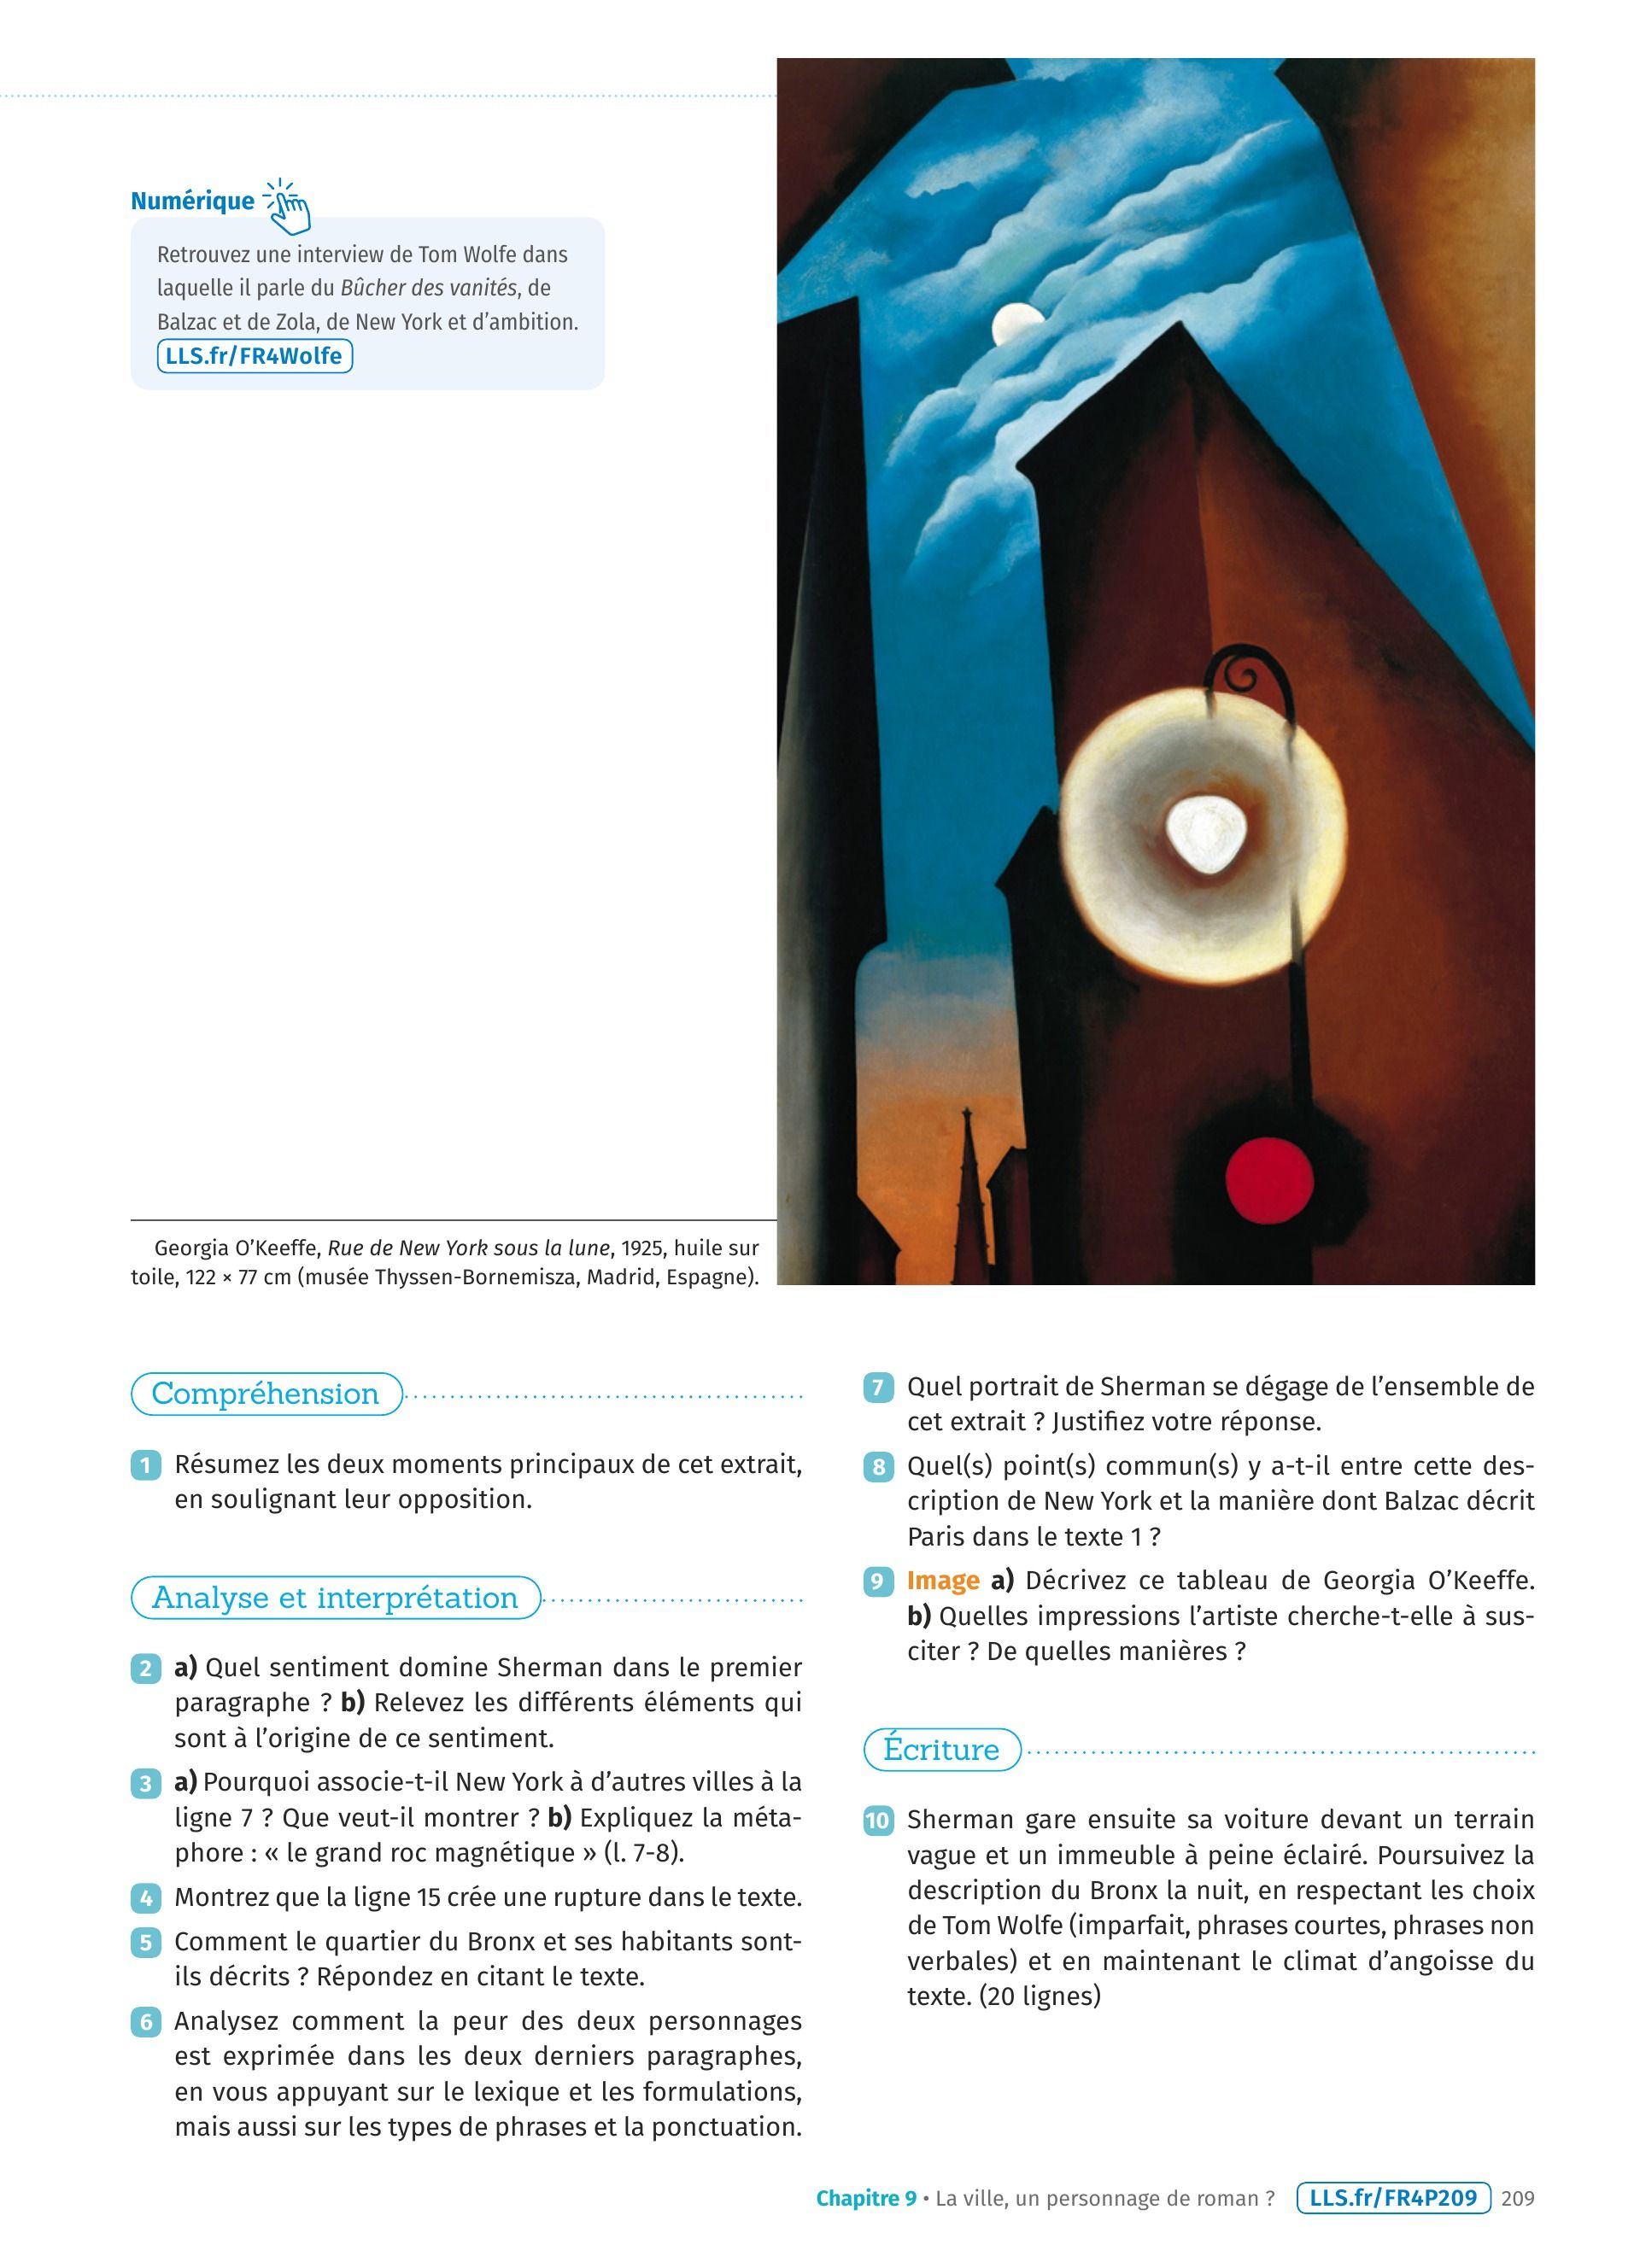 Numérique
Retrouvez une interview de Tom Wolfe dans
laquelle il parle du Bûcher des vanités, de
Balzac et de Zola, de New York et d’ambition.
LLS.fr/FR4Wolfe
Georgia O’Keeffe, Rue de New York sous la lune, 1925, huile sur
toile, 122 × 77 cm (musée Thyssen-Bornemisza, Madrid, Espagne).
Compréhension
1 Résumez les deux moments principaux de cet extrait,
en soulignant leur opposition.
Analyse et interprétation
2 a) Quel sentiment domine Sherman dans le premier
paragraphe ? b) Relevez les différents éléments qui
sont à l’origine de ce sentiment.
3 a) Pourquoi associe-t-il New York à d’autres villes à la
ligne 7 ? Que veut-il montrer ? b) Expliquez la méta-
phore : « le grand roc magnétique » (l. 7-8).
4 Montrez que la ligne 15 crée une rupture dans le texte.
5 Comment le quartier du Bronx et ses habitants sont-
ils décrits ? Répondez en citant le texte.
6 Analysez comment la peur des deux personnages
est exprimée dans les deux derniers paragraphes,
en vous appuyant sur le lexique et les formulations,
mais aussi sur les types de phrases et la ponctuation.
7 Quel portrait de Sherman se dégage de l’ensemble de
cet extrait ? Justifiez votre réponse.
8 Quel(s) point(s) commun(s) y a-t-il entre cette des-
cription de New York et la manière dont Balzac décrit
Paris dans le texte 1 ?
9 Image a) Décrivez ce tableau de Georgia O’Keeffe.
b) Quelles impressions l’artiste cherche-t-elle à sus-
citer ? De quelles manières ?
Écriture
10 Sherman gare ensuite sa voiture devant un terrain
vague et un immeuble à peine éclairé. Poursuivez la
description du Bronx la nuit, en respectant les choix
de Tom Wolfe (imparfait, phrases courtes, phrases non
verbales) et en maintenant le climat d’angoisse du
texte. (20 lignes)
Chapitre 9 • La ville, un personnage de roman ? LLS.fr/FR4P209 209